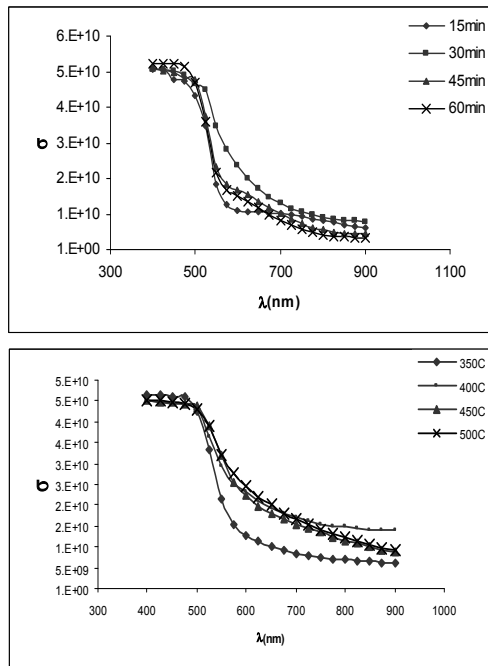 6.E+10
5.E+10
4.E+10
3.E+10
2.E+10
1.E+10
1.E+00
σ
300
500
700
900
1100
λ(nm)
15min
30min
45min
60min
5.E+10
5.E+10
4.E+10
4.E+10
3.E+10
3.E+10
2.E+10
2.E+10
1.E+10
5.E+09
1.E+00
σ
300
400
500
600
700
800
900
1000
λ(nm)
350C
400C
450C
500C